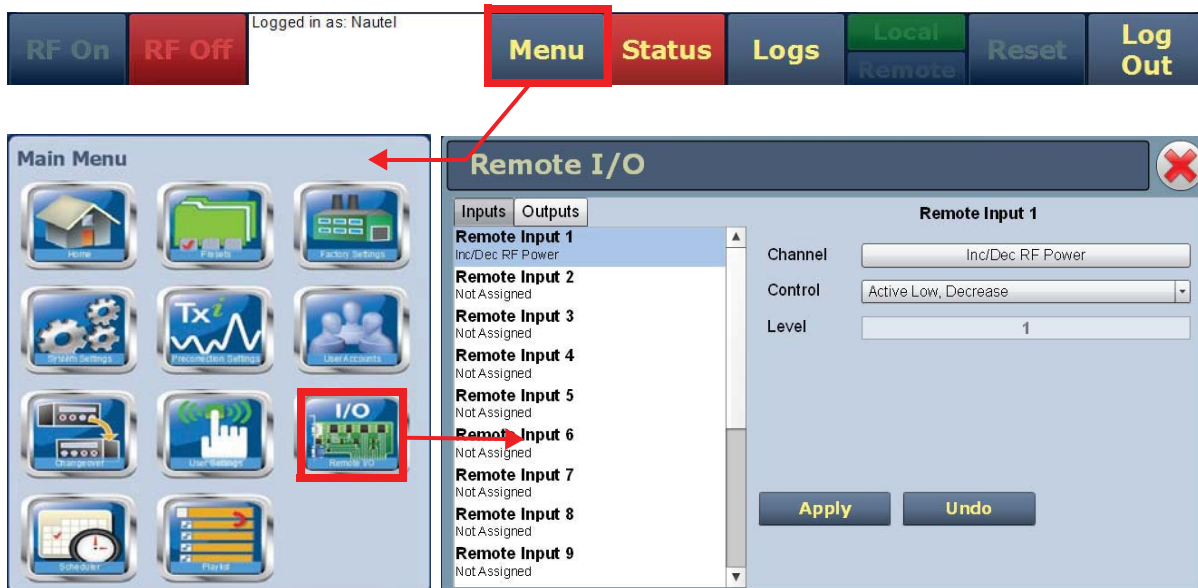 RF On
RF Off
Logged in as: Nautel
Menu
Status
Logs
Local
Remote
Reset
Log Out
Main Menu
Home
Presets
Factory Settings
System Settings
Tx i
Precorrection Settings
User Accounts
Changeover
User Settings
I/O
Remote I/O
Scheduler
Playlist
Remote I/O
Inputs
Outputs
Remote Input 1
Inc/Dec RF Power
Remote Input 2
Not Assigned
Remote Input 3
Not Assigned
Remote Input 4
Not Assigned
Remote Input 5
Not Assigned
Remote Input 6
Not Assigned
Remote Input 7
Not Assigned
Remote Input 8
Not Assigned
Remote Input 9
Not Assigned
Remote Input 1
Channel
Inc/Dec RF Power
Control
Active Low, Decrease
Level
1
Apply
Undo